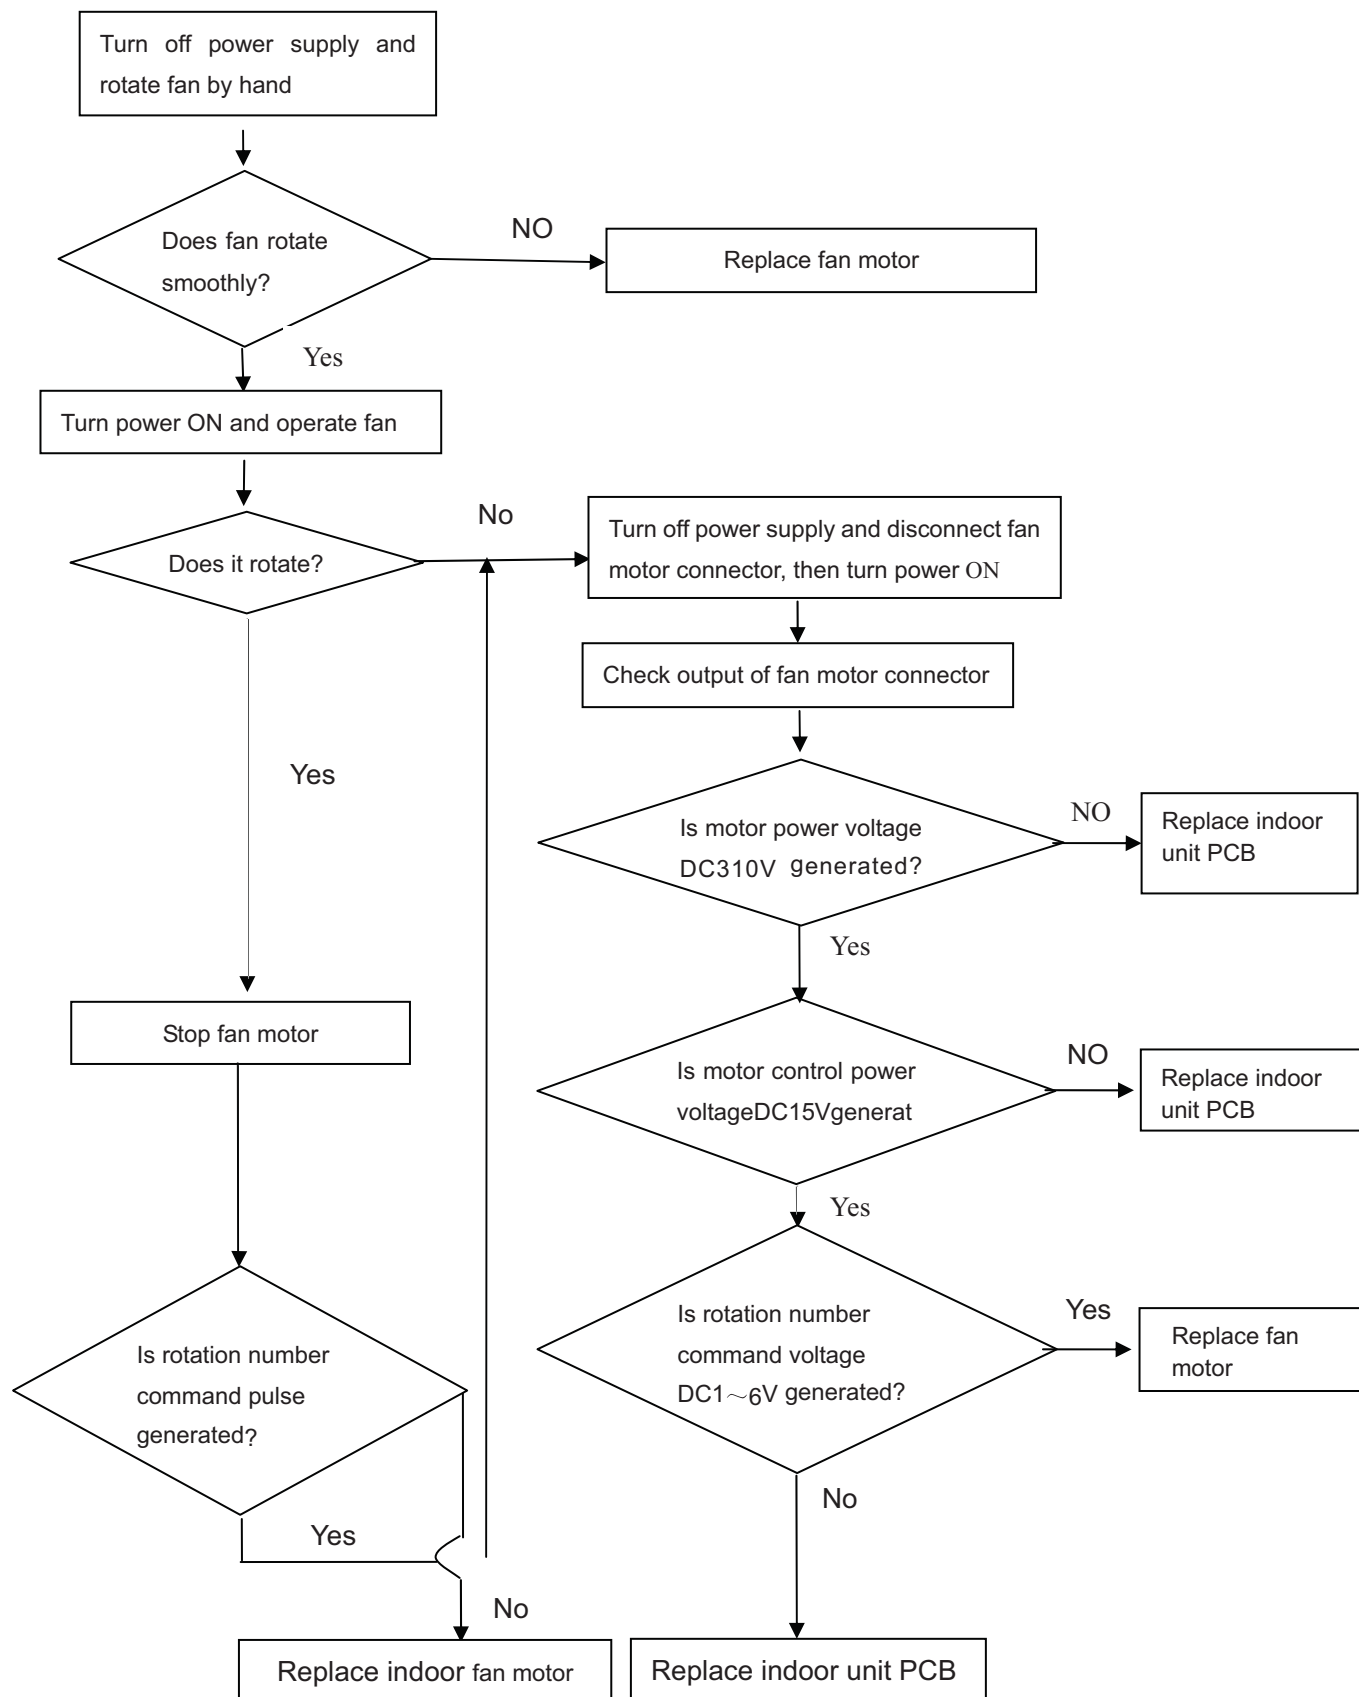 Turn off power supply and
rotate fan by hand
Does fan rotate
smoothly?
NO
Replace fan motor
Yes
Turn power ON and operate fan
Does it rotate?
No
Turn off power supply and disconnect fan
motor connector, then turn power ON
Check output of fan motor connector
Yes
Is motor power voltage
DC310V generated?
NO
Replace indoor
unit PCB
Yes
Stop fan motor
Is motor control power
voltageDC15Vgenerat
NO
Replace indoor
unit PCB
Yes
Is rotation number
command pulse
generated?
Is rotation number
command voltage
DC1～6V generated?
Yes
Replace fan
motor
Yes
No
No
Replace indoor fan motor
Replace indoor unit PCB